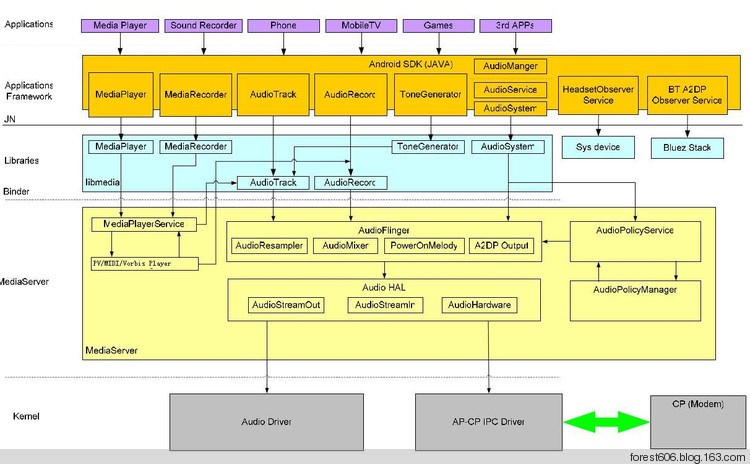 Applications
Media Player
Sound Recorder
Phone
MobileTV
Games
3rd APPs
Android SDK (JAVA)
AudioManger
Applications
Framework
MediaPlayer
MediaRecorder
AudioTrack
AudioRecorc
ToneGenerator
AudioService
AudioSystem
HeadsetObserver
Service
BT A2DP
Observer Service
JN
Libraries
MediaPlayer
MediaRecorder
ToneGenerator
AudioSystem
Sys device
Bluez Stack
libmedia
AudioTrack
AudioRecorc
Binder
MediaPlayerService
AudioFlinger
AudioPolicyService
AudioResampler
AudioMixer
PowerOnMelody
A2DP Output
PV/MIDI/Vorbis Player
MediaServer
Audio HAL
AudioPolicyManager
AudioStreamOut
AudioStreamIn
AudioHardware
MediaServer
Kernel
Audio Driver
AP-CP IPC Driver
CP (Modem)
forest606.blog.163.com